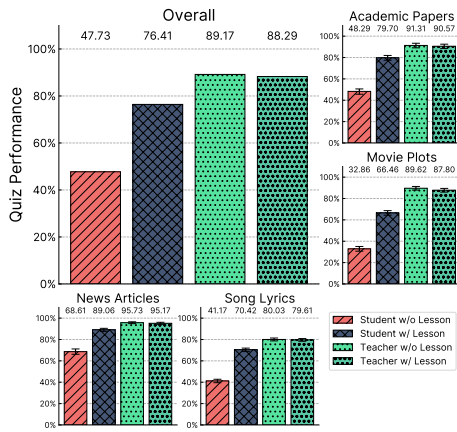 Overall
47.73 76.41 89.17 88.29
100%
80%
60%
40%
20%
0%
Quiz Performance
Academic Papers
48.29 79.70 91.31 90.57
100%
80%
60%
40%
20%
0%
Movie Plots
32.86 66.46 89.62 87.80
100%
80%
60%
40%
20%
0%
News Articles
68.61 89.06 95.73 95.17
100%
80%
60%
40%
20%
0%
Song Lyrics
41.17 70.42 80.03 79.61
100%
80%
60%
40%
20%
0%
Student w/o Lesson
Student w/ Lesson
Teacher w/o Lesson
Teacher w/ Lesson